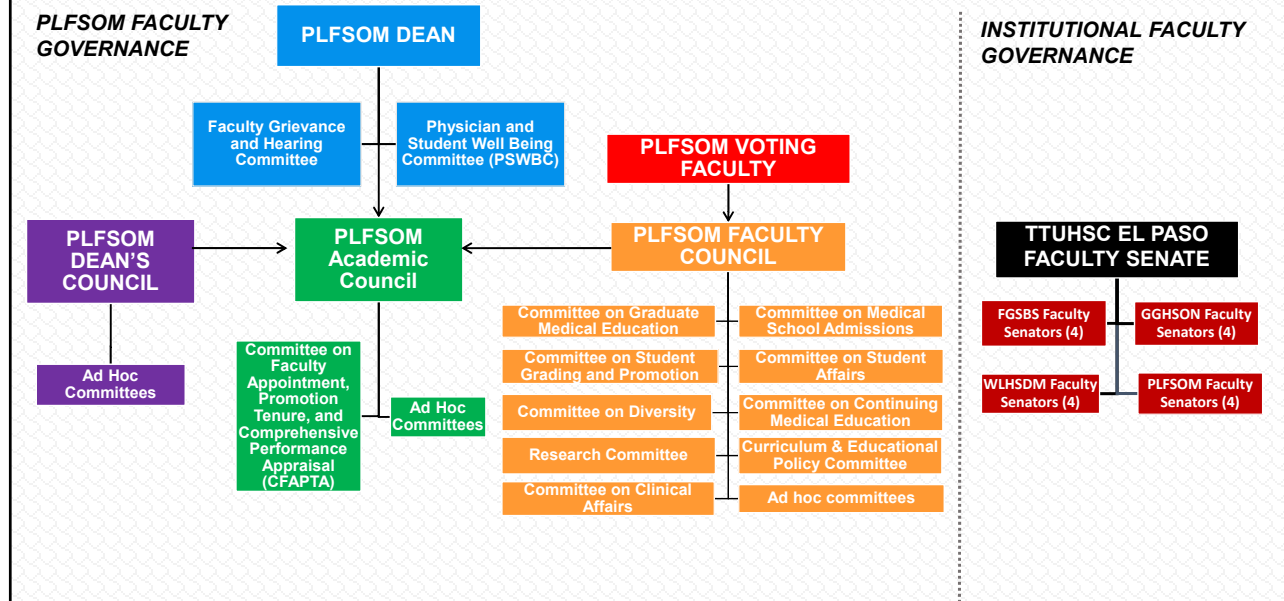 PLFSOM FACULTY
GOVERNANCE
PLFSOM DEAN
Faculty Grievance
and Hearing
Committee
Physician and
Student Well Being
Committee (PSWBC)
PLFSOM VOTING
FACULTY
PLFSOM
DEAN'S
COUNCIL
PLFSOM
Academic
Council
PLFSOM FACULTY
COUNCIL
Ad Hoc
Committees
Committee on
Faculty
Appointment,
Promotion
Tenure, and
Comprehensive
Performance
Appraisal
(CFAPTA)
Ad Hoc
Committees
Committee on Graduate
Medical Education
Committee on Medical
School Admissions
Committee on Student
Grading and Promotion
Committee on Student
Affairs
Committee on Diversity
Committee on Continuing
Medical Education
Research Committee
Curriculum & Educational
Policy Committee
Committee on Clinical
Affairs
Ad hoc committees
INSTITUTIONAL FACULTY
GOVERNANCE
TTUHSC EL PASO
FACULTY SENATE
FGSBS Faculty
Senators (4)
GGHSON Faculty
Senators (4)
WLHSDM Faculty
Senators (4)
PLFSOM Faculty
Senators (4)